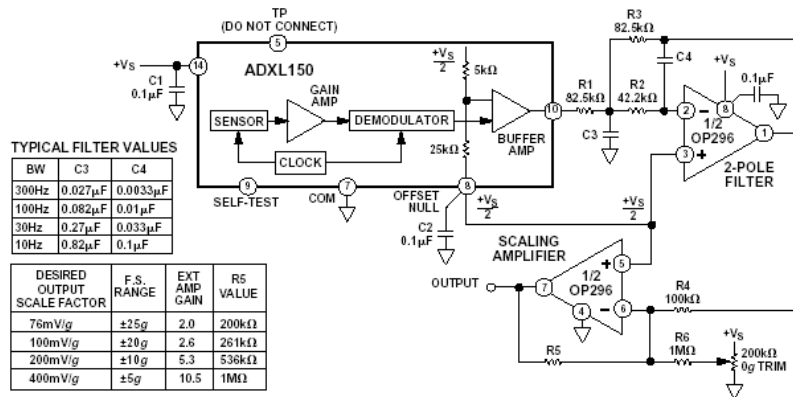 TP
(DO NOT CONNECT)
5
+VS
14
C1
0.1µF
ADXL150
SENSOR
GAIN
AMP
DEMODULATOR
CLOCK
+VS
2
5kΩ
25kΩ
BUFFER
AMP
10
9
SELF-TEST
7
COM
8
OFFSET
NULL
C2
0.1µF
+VS
2
R1
82.5kΩ
C3
R2
42.2kΩ
R3
82.5kΩ
C4
+VS
0.1µF
2
−
8
1/2
OP296
1
3
+
2-POLE
FILTER
+VS
2
SCALING
AMPLIFIER
OUTPUT
7
+
5
1/2
OP296
−
6
4
R4
100kΩ
R5
R6
1MΩ
+VS
200kΩ
0g TRIM
TYPICAL FILTER VALUES
BW C3 C4
300Hz 0.027µF 0.0033µF
100Hz 0.082µF 0.01µF
30Hz 0.27µF 0.033µF
10Hz 0.82µF 0.1µF
DESIRED
OUTPUT
SCALE FACTOR
F.S.
RANGE
EXT
AMP
GAIN
R5
VALUE
76mV/g ±25g 2.0 200kΩ
100mV/g ±20g 2.6 261kΩ
200mV/g ±10g 5.3 536kΩ
400mV/g ±5g 10.5 1MΩ